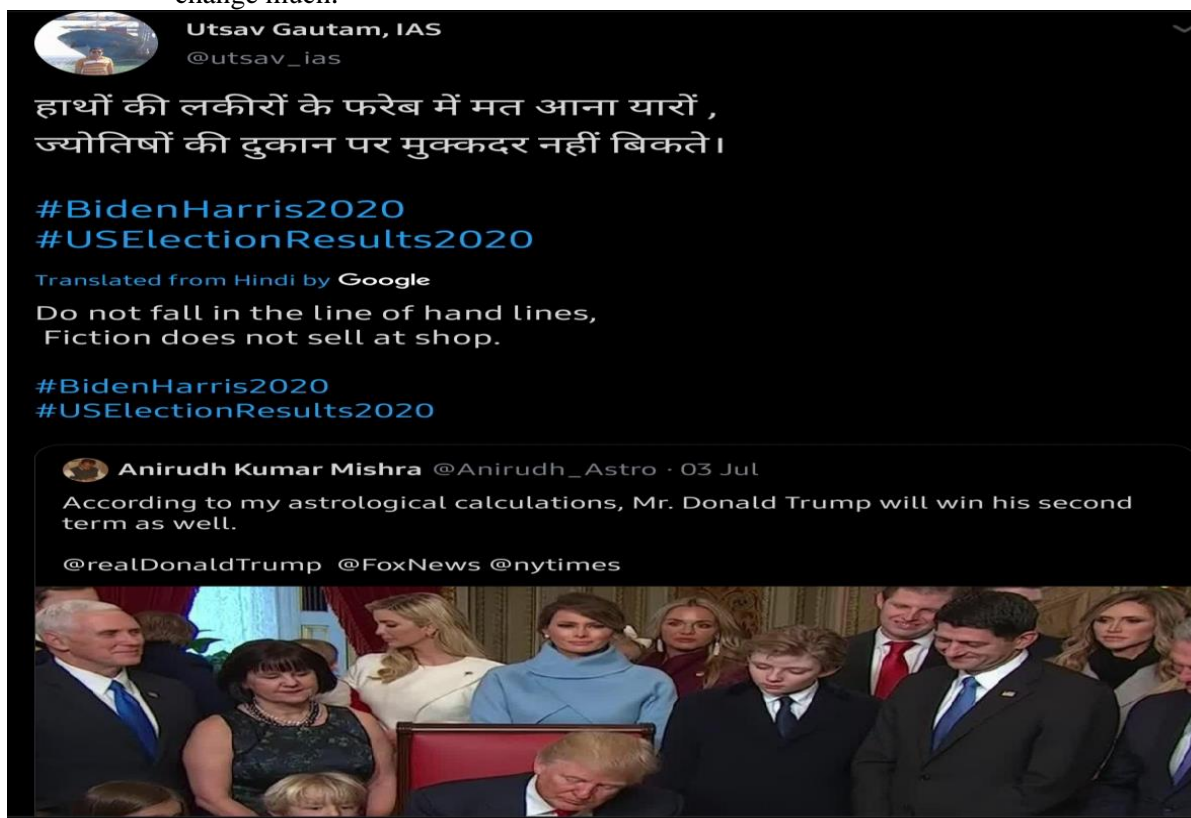 change much.
Utsav Gautam, IAS
@utsav_ias
हाथों की लकीरों के फरेब में मत आना यारों ,
ज्योतिषों की दुकान पर मुक्कदर नहीं बिकते।
#BidenHarris2020
#USElectionResults2020
Translated from Hindi by Google
Do not fall in the line of hand lines,
Fiction does not sell at shop.
#BidenHarris2020
#USElectionResults2020
Anirudh Kumar Mishra @Anirudh_Astro · 03 Jul
According to my astrological calculations, Mr. Donald Trump will win his second
term as well.
@realDonaldTrump @FoxNews @nytimes